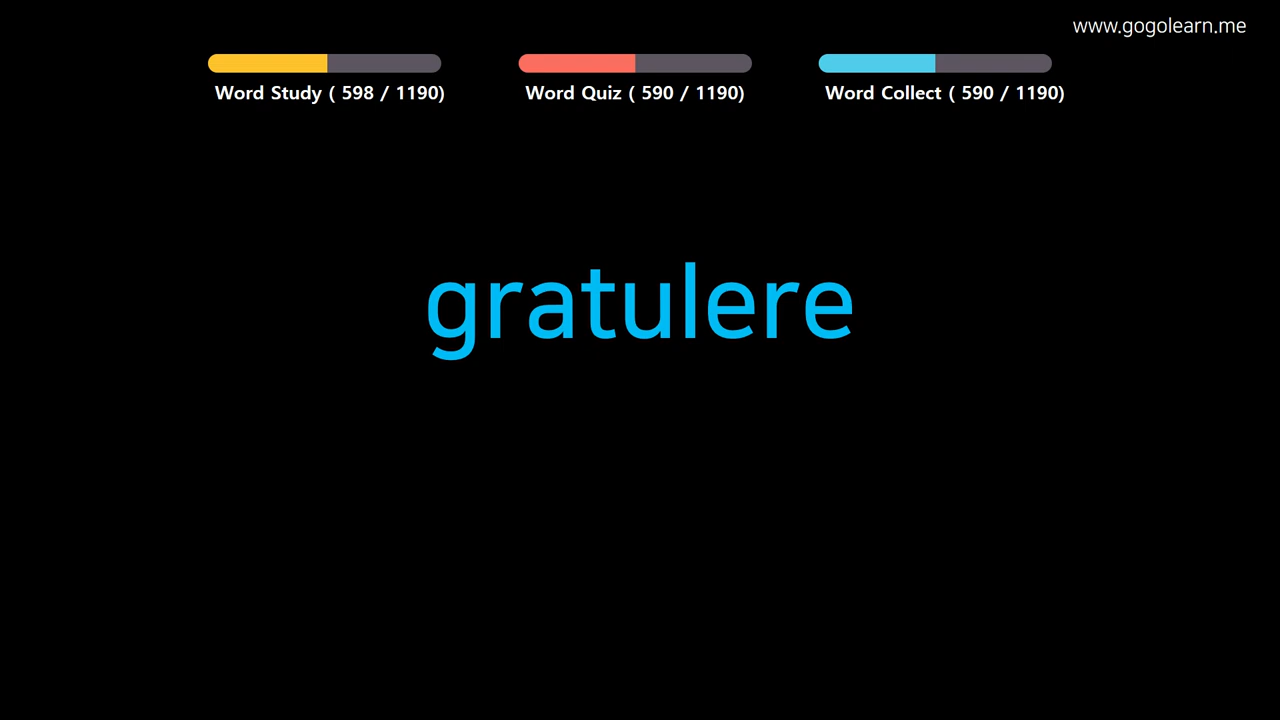 www.gogolearn.me
Word Study ( 598 / 1190)
Word Quiz ( 590 / 1190)
Word Collect ( 590 / 1190)
gratulere